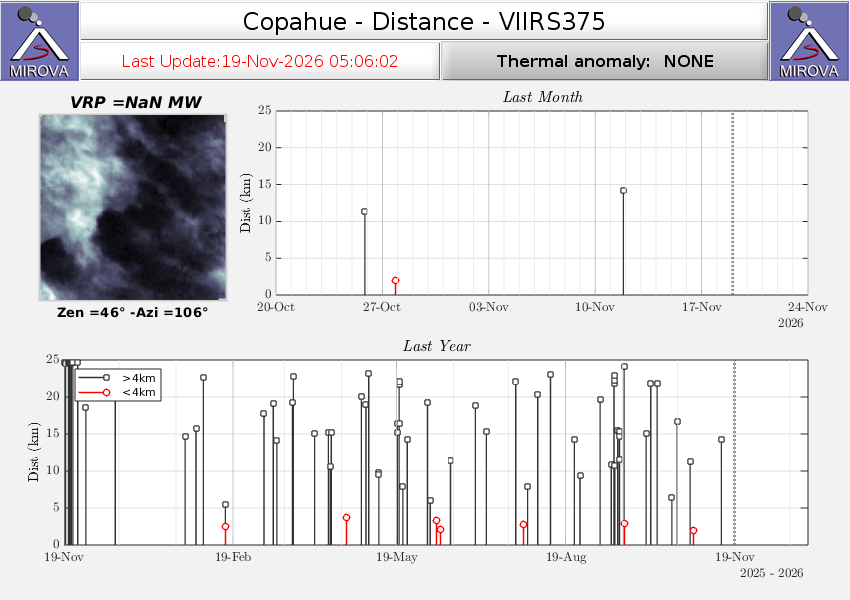 Copahue - Distance - VIIRS375
MIROVA
Last Update:19-Nov-2026 05:06:02
Thermal anomaly: NONE
MIROVA
VRP =NaN MW
Zen =46° -Azi =106°
Last Month
Dist (km)
25
20
15
10
5
0
20-Oct 27-Oct 03-Nov 10-Nov 17-Nov 24-Nov
2026
Last Year
Dist (km)
25
20
15
10
5
0
>4km
<4km
19-Nov 19-Feb 19-May 19-Aug 19-Nov
2025 - 2026